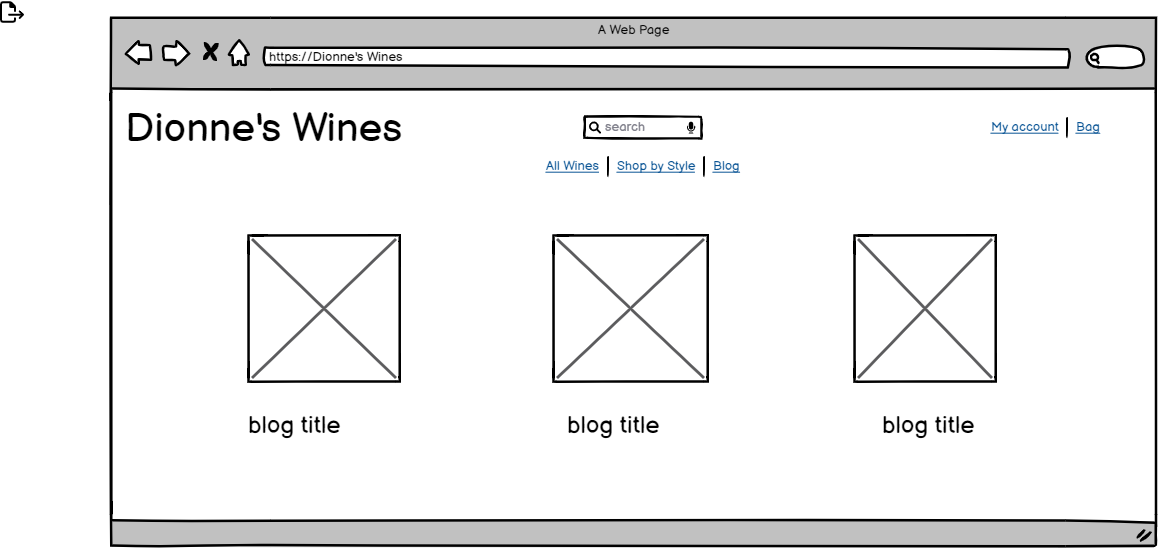 A Web Page
https://Dionne's Wines
Dionne's Wines
search
My account | Bag
All Wines | Shop by Style | Blog
blog title
blog title
blog title